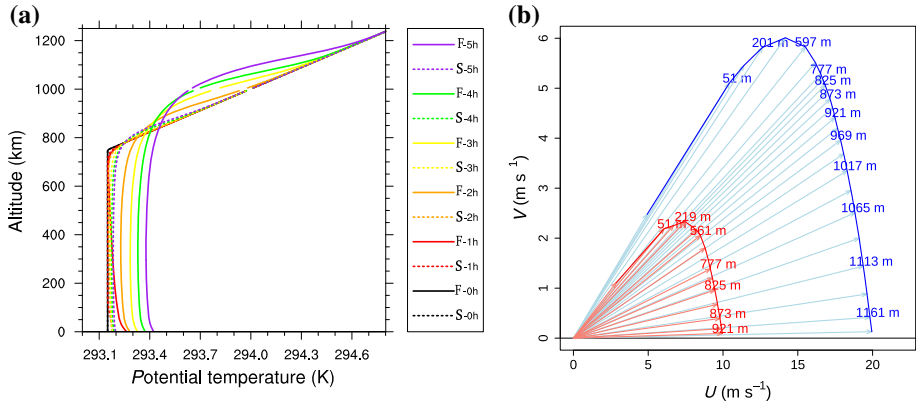 (a)
1200
1000
800
600
400
200
0
Altitude (km)
293.1 293.4 293.7 294.0 294.3 294.6
Potential temperature (K)
F-5h
S-5h
F-4h
S-4h
F-3h
S-3h
F-2h
S-2h
F-1h
S-1h
F-0h
S-0h
(b)
6
5
4
3
2
1
0
V (m s⁻¹)
0 5 10 15 20
U (m s⁻¹)
51 m
201 m
597 m
777 m
825 m
873 m
921 m
969 m
1017 m
1065 m
1113 m
1161 m
51 m
219 m
561 m
777 m
825 m
873 m
921 m